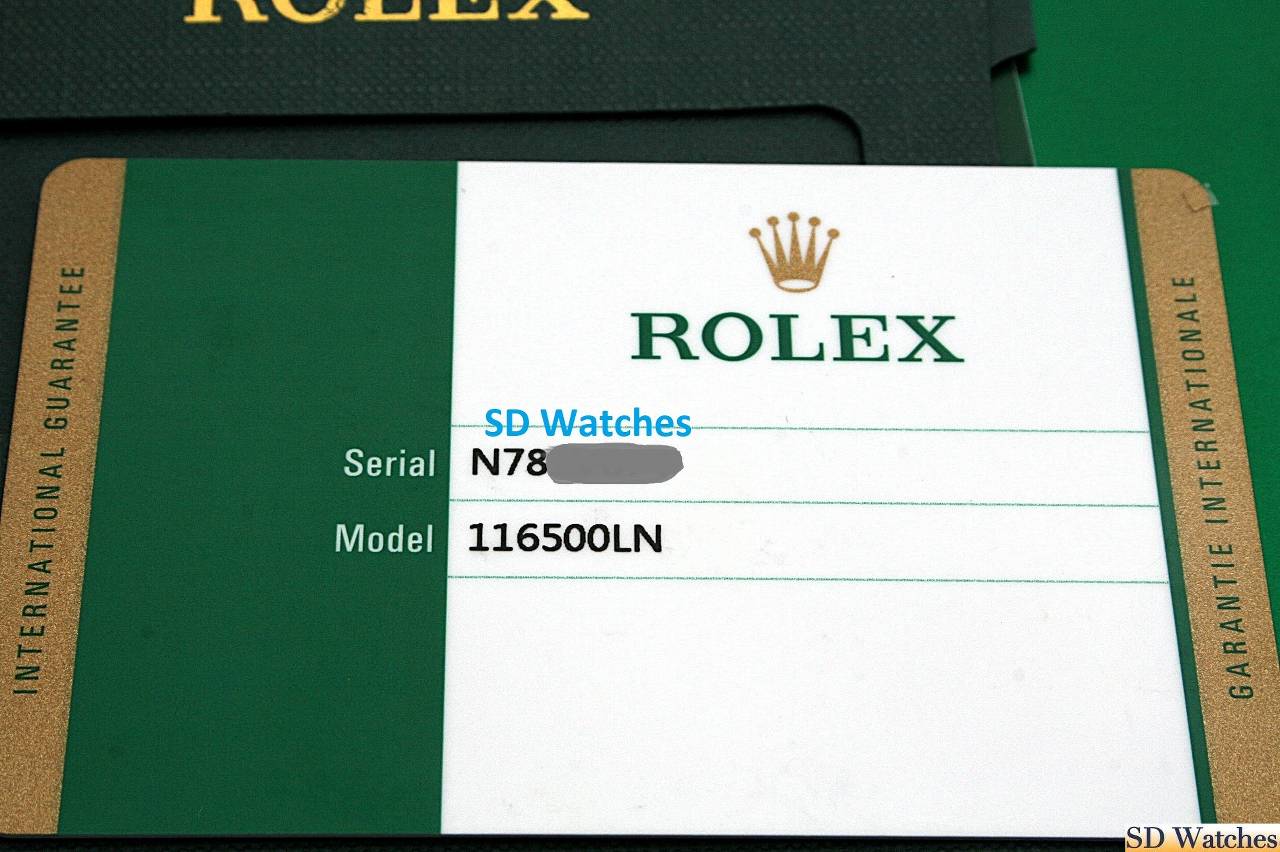 ROLEX
ROLEX
SD Watches
Serial N78
Model 116500LN
INTERNATIONAL GUARANTEE
GARANTIE INTERNATIONALE
SD Watches